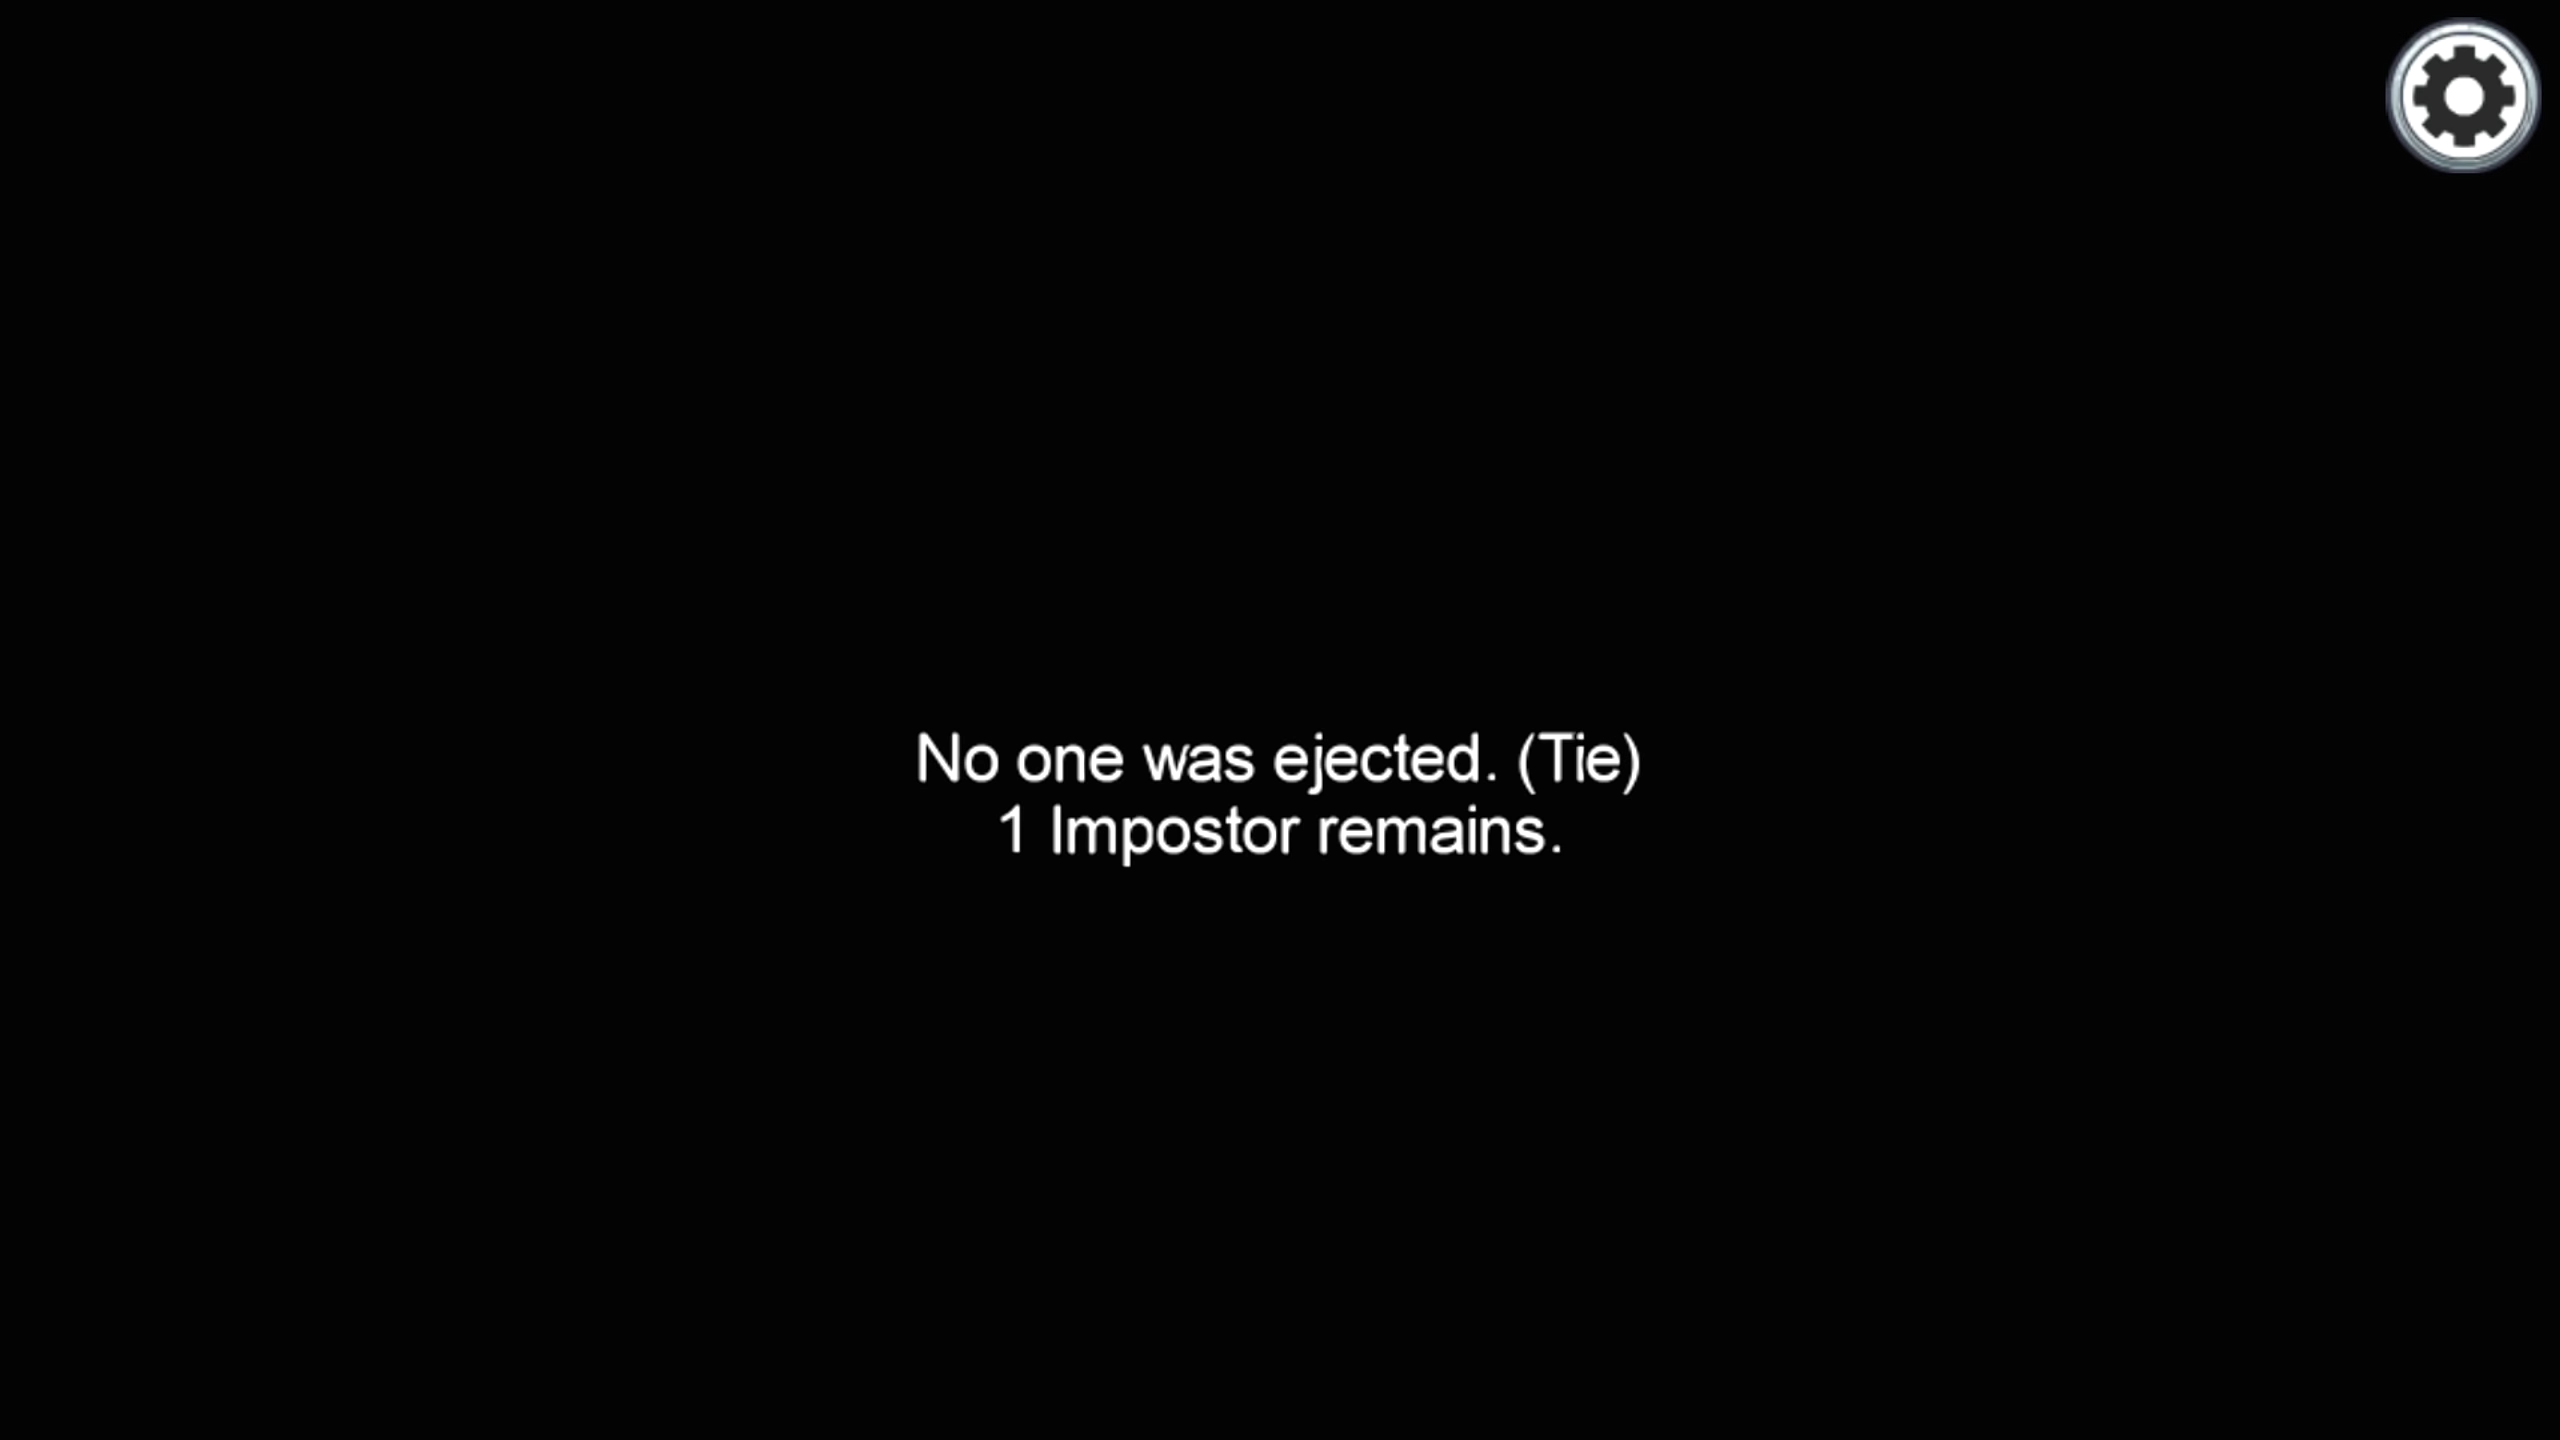 No one was ejected. (Tie)
1 Impostor remains.